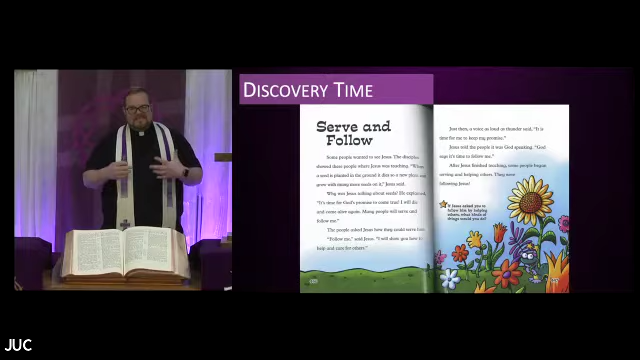 DISCOVERY TIME
Serve and
Follow
Some people wanted to see Jesus. The disciples
showed these people where Jesus was teaching. "When
a seed is planted in the ground it dies so a new plant can
grow with many more seeds on it," Jesus said.
Why was Jesus talking about seeds? He explained,
"It's time for God's promise to come true! I will die
and come alive again. Many people will serve and
follow me."
The people asked Jesus how they could serve him.
"Follow me," said Jesus. "I will show you how to
help and care for others."
Just then, a voice as loud as thunder said, "It is
time for me to keep my promise."
Jesus told the people it was God speaking. "God
says it's time to follow me."
After Jesus finished teaching, some people began
serving and helping others. They were
following Jesus!
If Jesus asked you to
follow him by helping
others, what kinds of
things would you do?
JUC